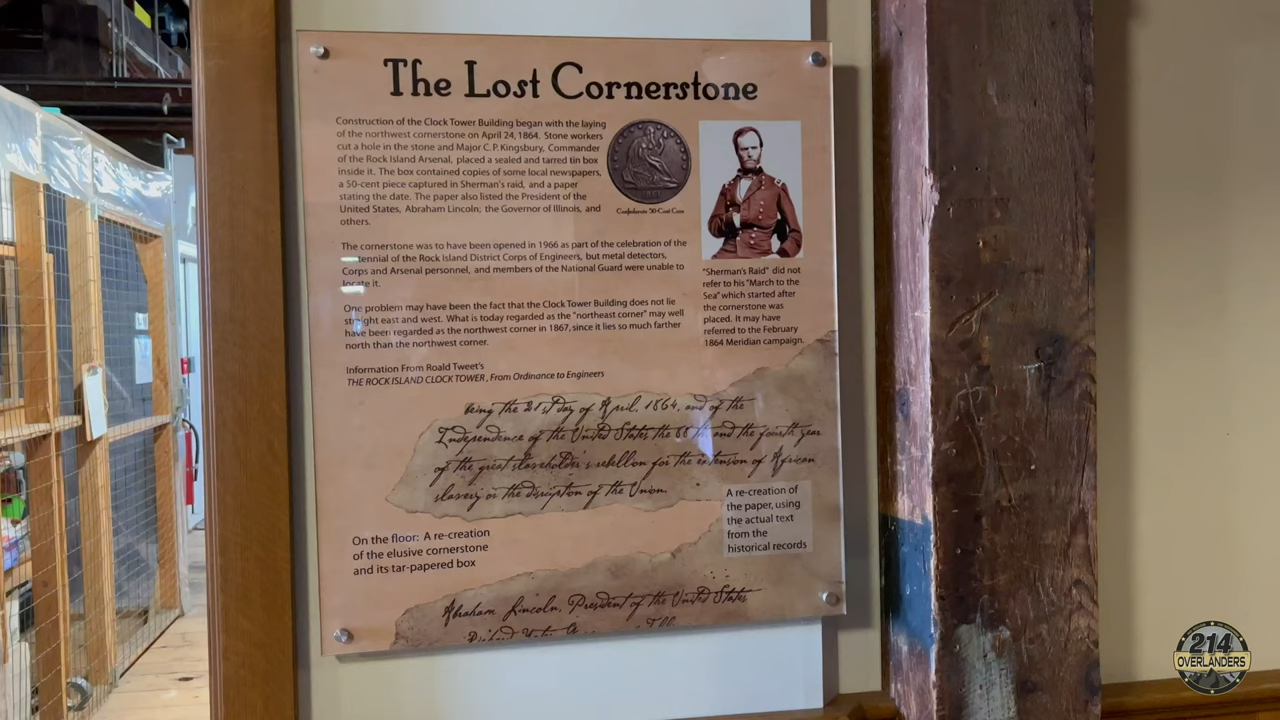 The Lost Cornerstone
Construction of the Clock Tower Building began with the laying
of the northwest cornerstone on April 24, 1864. Stone workers
cut a hole in the stone and Major C. P. Kingsbury, Commander
of the Rock Island Arsenal, placed a sealed and tarred tin box
inside it. The box contained copies of some local newspapers,
a 50-cent piece captured in Sherman's raid, and a paper
stating the date. The paper also listed the President of the
United States, Abraham Lincoln; the Governor of Illinois, and
others.
Confederate 50-Cent Coin
The cornerstone was to have been opened in 1966 as part of the celebration of the
tennial of the Rock Island District Corps of Engineers, but metal detectors,
Corps and Arsenal personnel, and members of the National Guard were unable to
locate it.
One problem may have been the fact that the Clock Tower Building does not lie
straight east and west. What is today regarded as the "northeast corner" may well
have been regarded as the northwest corner in 1867, since it lies so much farther
north than the northwest corner.
"Sherman's Raid" did not
refer to his "March to the
Sea" which started after
the cornerstone was
placed. It may have
referred to the February
1864 Meridian campaign.
Information From Roald Tweet's
THE ROCK ISLAND CLOCK TOWER, From Ordinance to Engineers
being the 21st day of April, 1864, and of the
Independence of the United States the 88th and the fourth year
of the great slaveholder's rebellion for the extension of African
slavery or the disruption of the Union.
A re-creation of
the paper, using
the actual text
from the
historical records
On the floor: A re-creation
of the elusive cornerstone
and its tar-papered box
Abraham Lincoln, President of the United States
214
OVERLANDERS